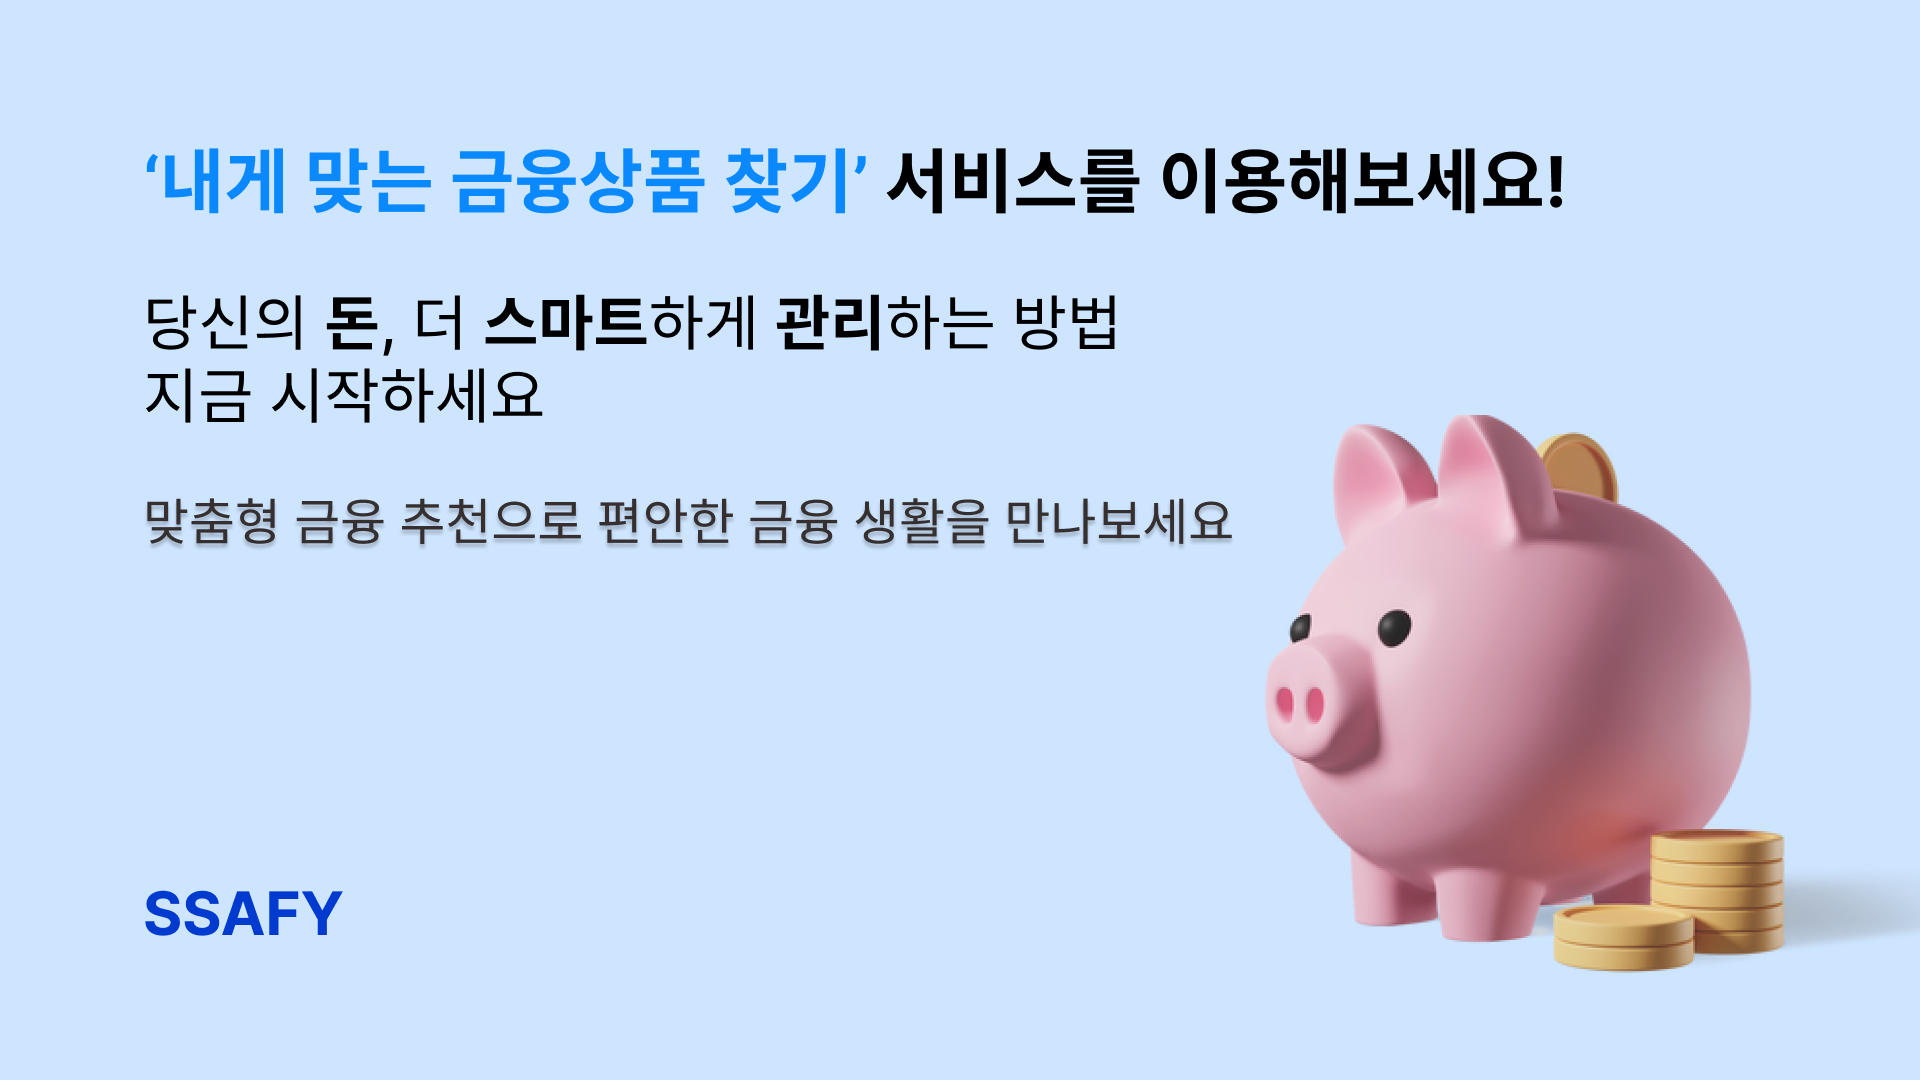 ‘내게 맞는 금융상품 찾기’ 서비스를 이용해보세요!
당신의 돈, 더 스마트하게 관리하는 방법
지금 시작하세요
맞춤형 금융 추천으로 편안한 금융 생활을 만나보세요
SSAFY